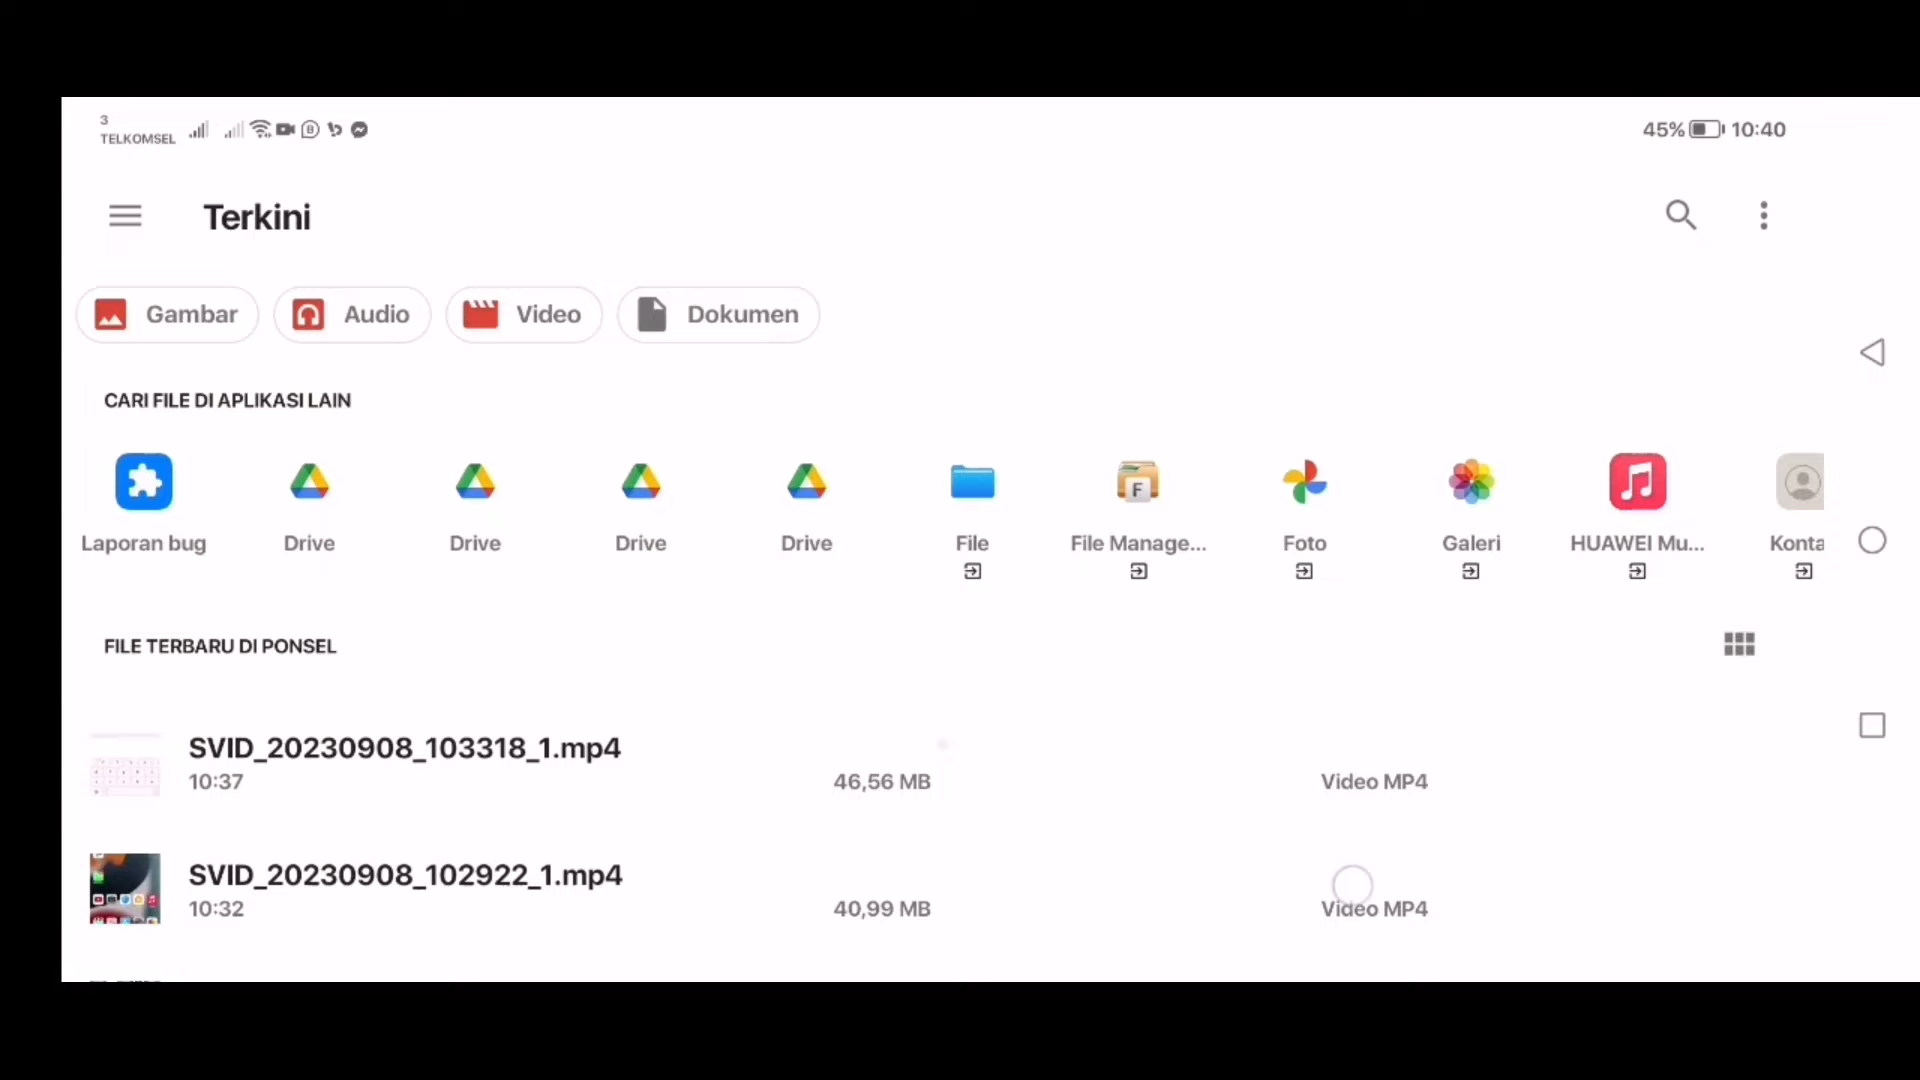 3
TELKOMSEL
45% 10:40
Terkini
Gambar Audio Video Dokumen
CARI FILE DI APLIKASI LAIN
Laporan bug Drive Drive Drive Drive File File Manage... Foto Galeri HUAWEI Mu... Konta
FILE TERBARU DI PONSEL
SVID_20230908_103318_1.mp4
10:37 46,56 MB Video MP4
SVID_20230908_102922_1.mp4
10:32 40,99 MB Video MP4